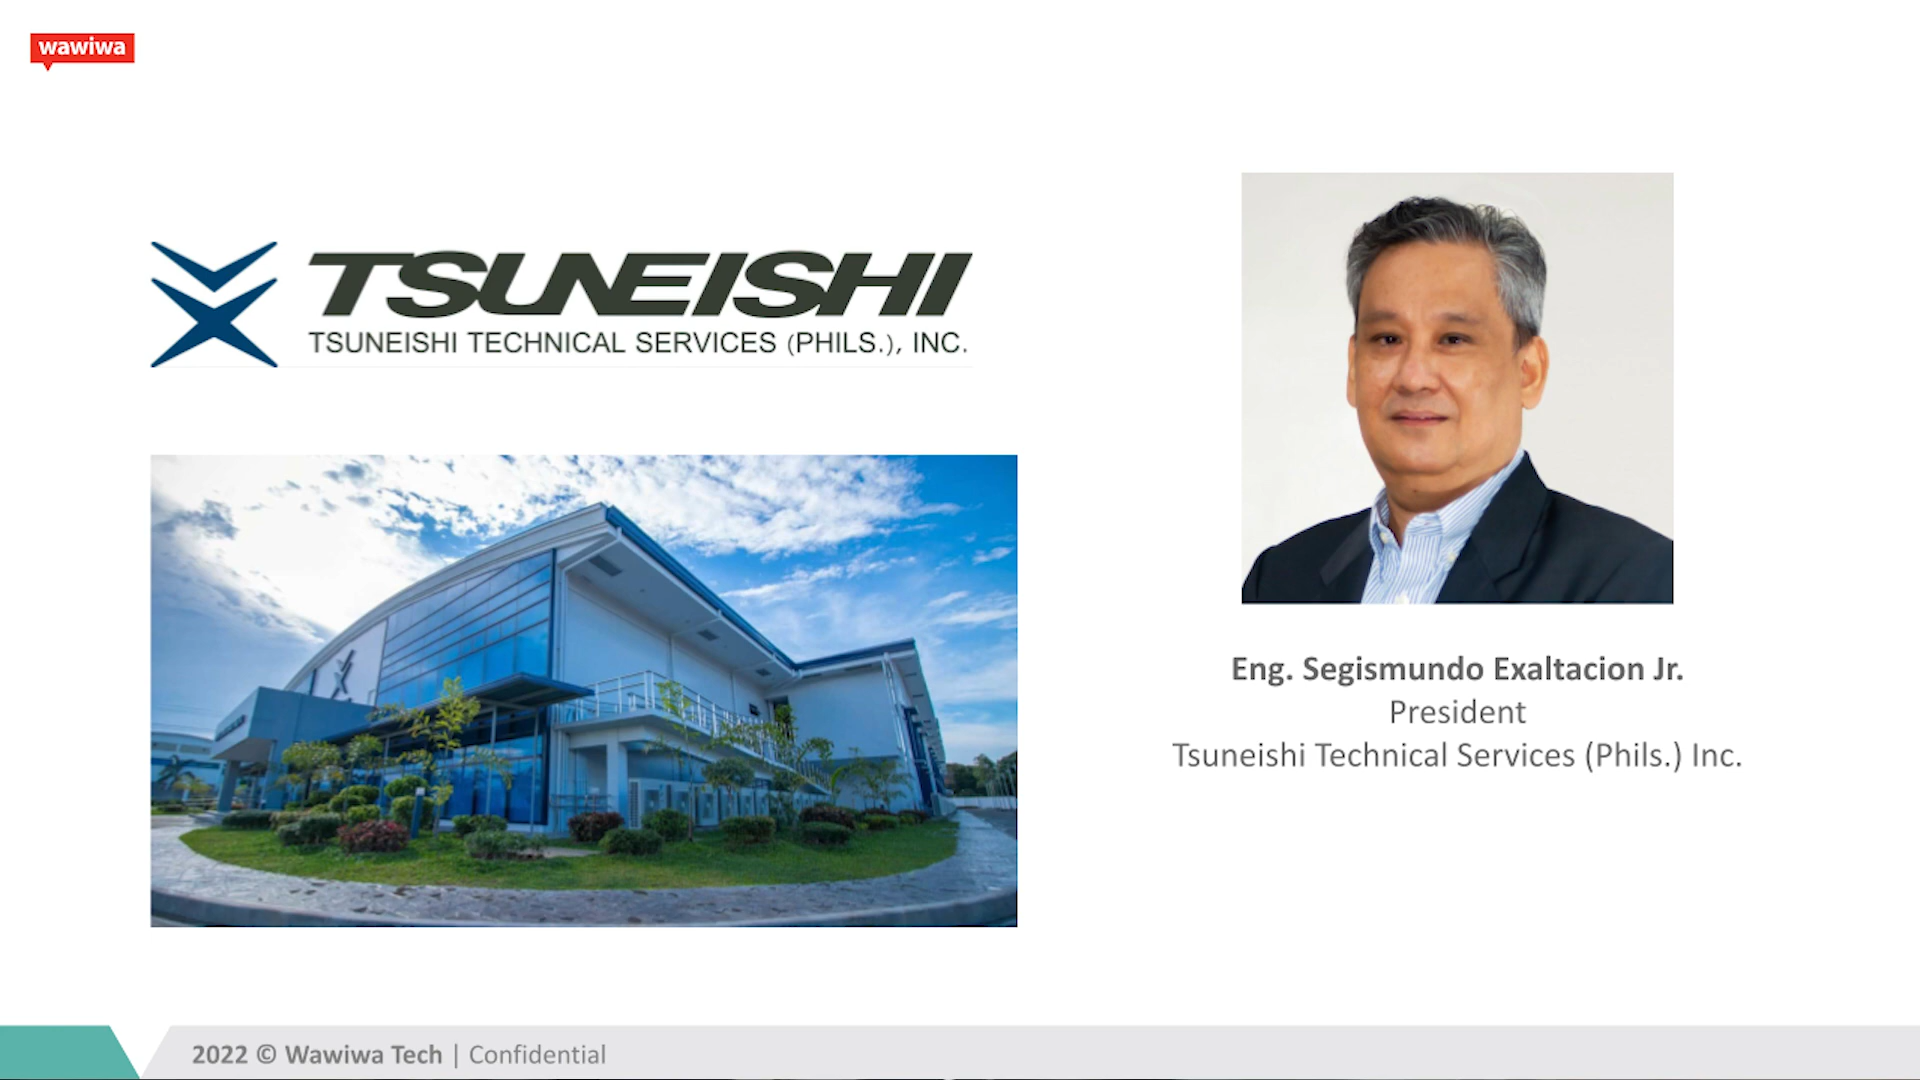 wawiwa
TSUNEISHI
TSUNEISHI TECHNICAL SERVICES (PHILS.), INC.
Eng. Segismundo Exaltacion Jr.
President
Tsuneishi Technical Services (Phils.) Inc.
2022 © Wawiwa Tech | Confidential